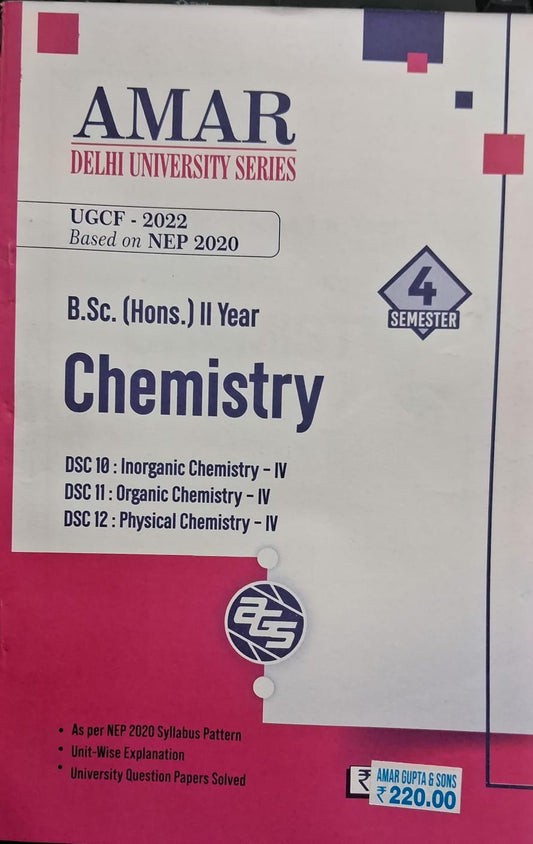 AMAR
DELHI UNIVERSITY SERIES
UGCF - 2022
Based on NEP 2020
4
SEMESTER
B.Sc. (Hons.) II Year
Chemistry
DSC 10 : Inorganic Chemistry – IV
DSC 11 : Organic Chemistry – IV
DSC 12 : Physical Chemistry – IV
AGS
• As per NEP 2020 Syllabus Pattern
• Unit-Wise Explanation
• University Question Papers Solved
₹
AMAR GUPTA & SONS
₹ 220.00